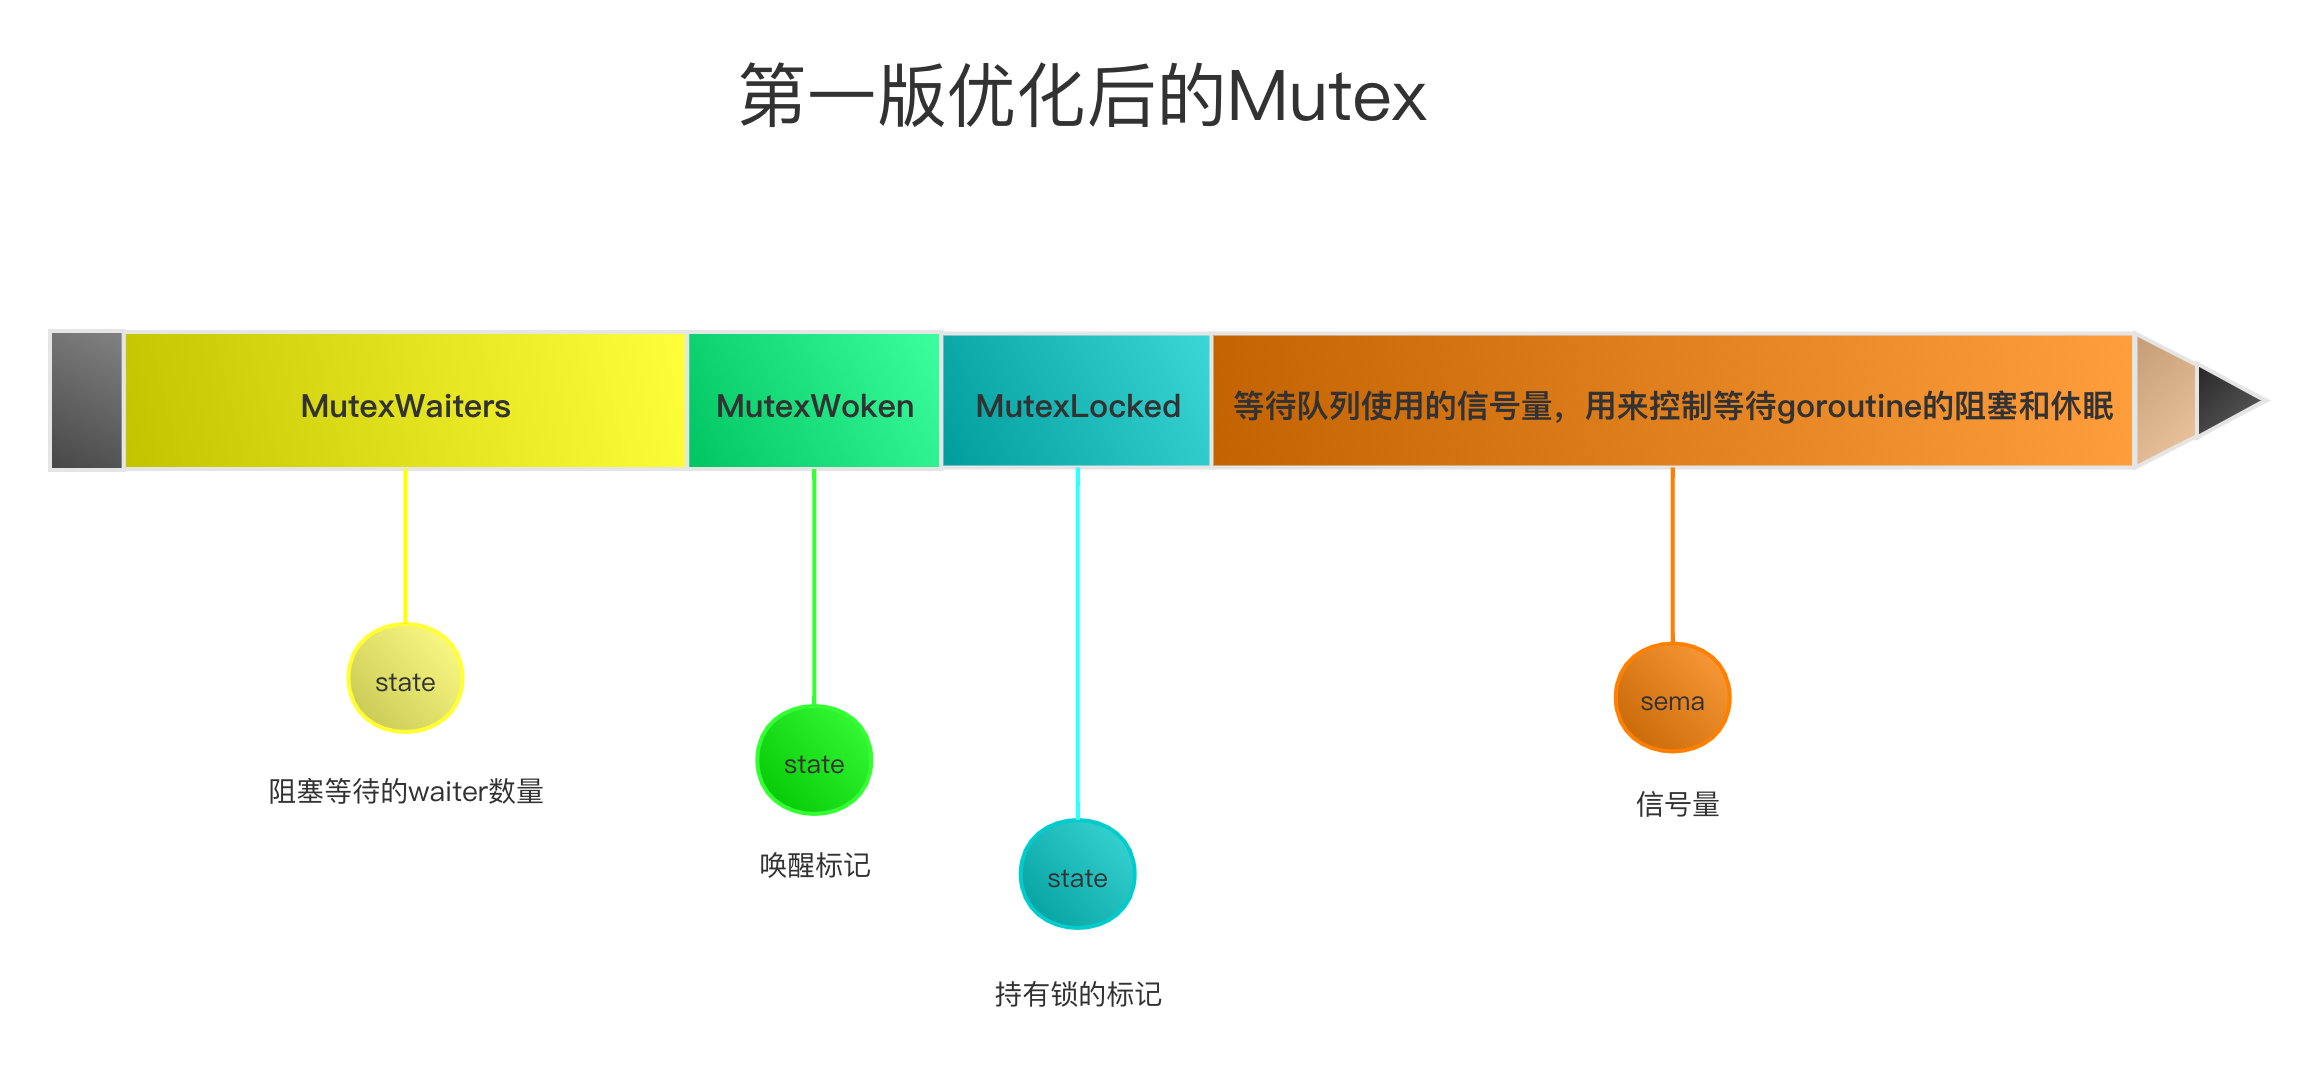 第一版优化后的Mutex
MutexWaiters
MutexWoken
MutexLocked
等待队列使用的信号量，用来控制等待goroutine的阻塞和休眠
state
阻塞等待的waiter数量
state
唤醒标记
state
持有锁的标记
sema
信号量